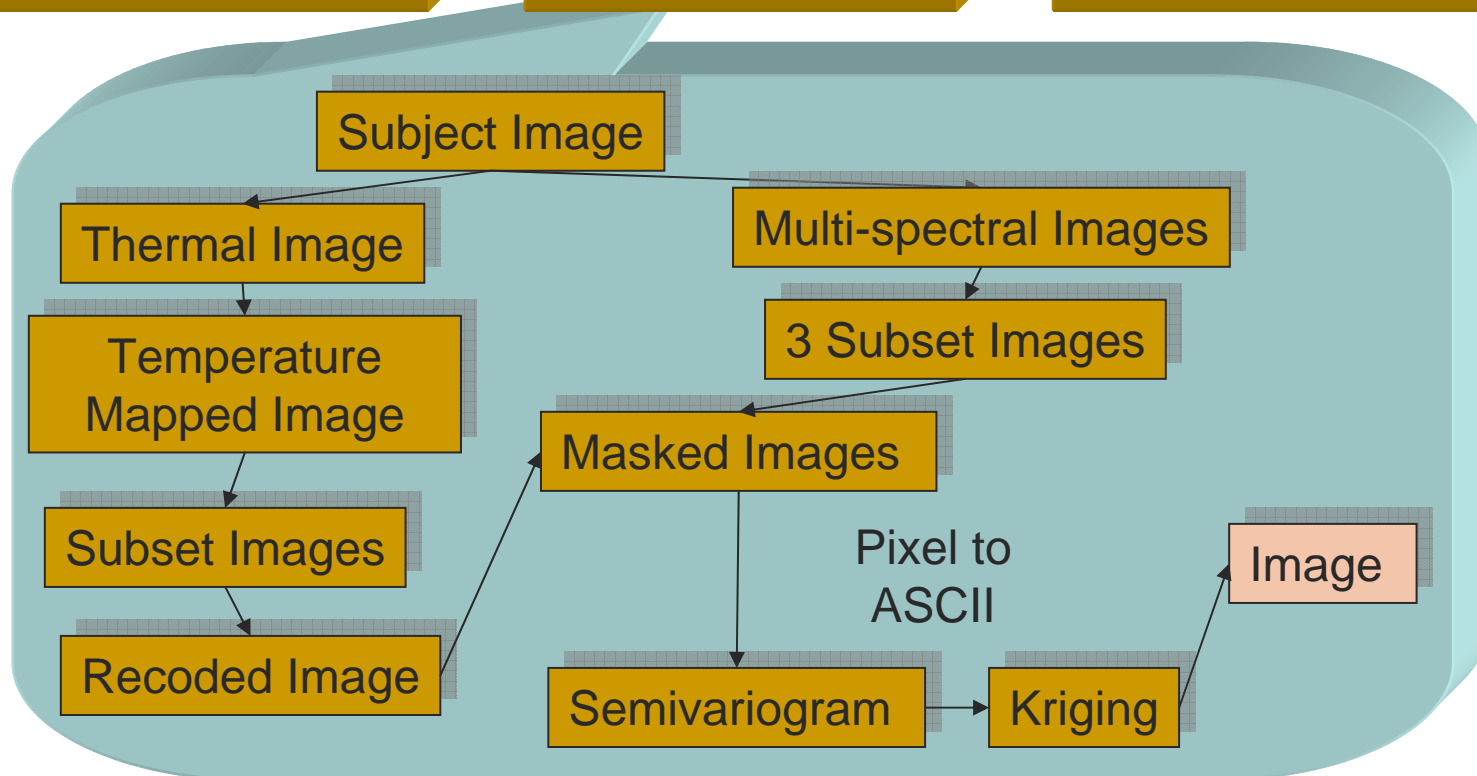 Subject Image
Thermal Image
Multi-spectral Images
Temperature
Mapped Image
3 Subset Images
Masked Images
Subset Images
Pixel to
ASCII
Image
Recoded Image
Semivariogram
Kriging